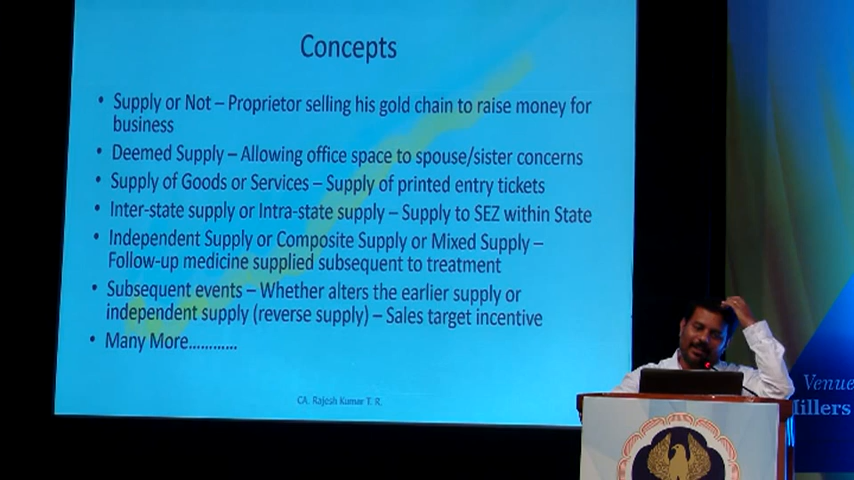 Concepts
• Supply or Not – Proprietor selling his gold chain to raise money for
business
• Deemed Supply – Allowing office space to spouse/sister concerns
• Supply of Goods or Services – Supply of printed entry tickets
• Inter-state supply or Intra-state supply – Supply to SEZ within State
• Independent Supply or Composite Supply or Mixed Supply –
Follow-up medicine supplied subsequent to treatment
• Subsequent events – Whether alters the earlier supply or
independent supply (reverse supply) – Sales target incentive
• Many More…………
CA. Rajesh Kumar T. R.
Venue
illers